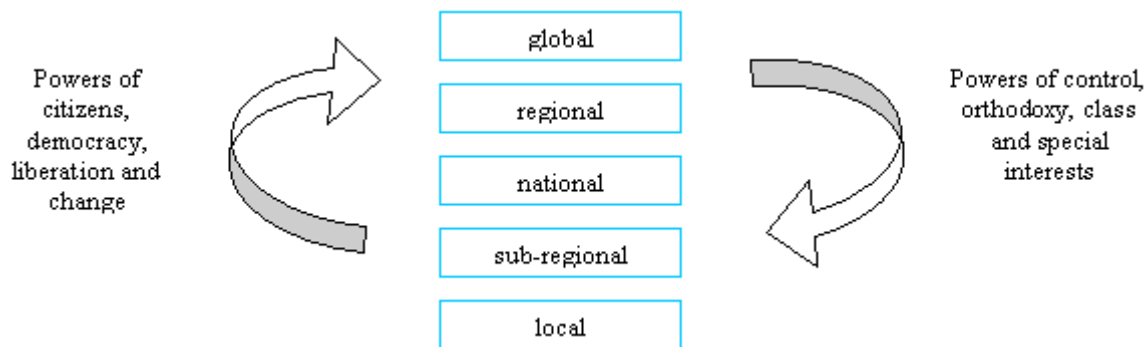 Powers of
citizens,
democracy,
liberation and
change
global
regional
national
sub-regional
local
Powers of control,
orthodoxy, class
and special
interests